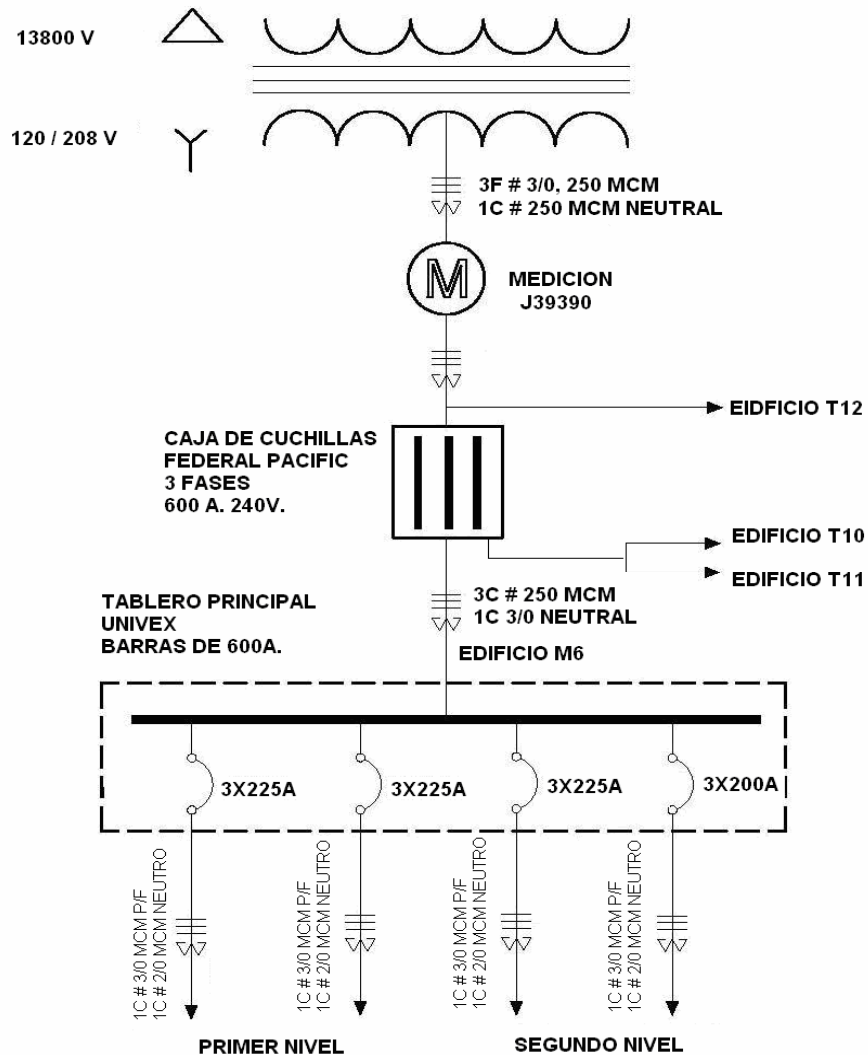 13800 V
120 / 208 V
3F # 3/0, 250 MCM
1C # 250 MCM NEUTRAL
M
MEDICION
J39390
EIDFICIO T12
CAJA DE CUCHILLAS
FEDERAL PACIFIC
3 FASES
600 A. 240V.
EDIFICIO T10
EDIFICIO T11
3C # 250 MCM
1C 3/0 NEUTRAL
TABLERO PRINCIPAL
UNIVEX
BARRAS DE 600A.
EDIFICIO M6
3X225A
3X225A
3X225A
3X200A
1C # 3/0 MCM P/F
1C # 2/0 MCM NEUTRO
1C # 3/0 MCM P/F
1C # 2/0 MCM NEUTRO
1C # 3/0 MCM P/F
1C # 2/0 MCM NEUTRO
1C # 3/0 MCM P/F
1C # 2/0 MCM NEUTRO
PRIMER NIVEL
SEGUNDO NIVEL